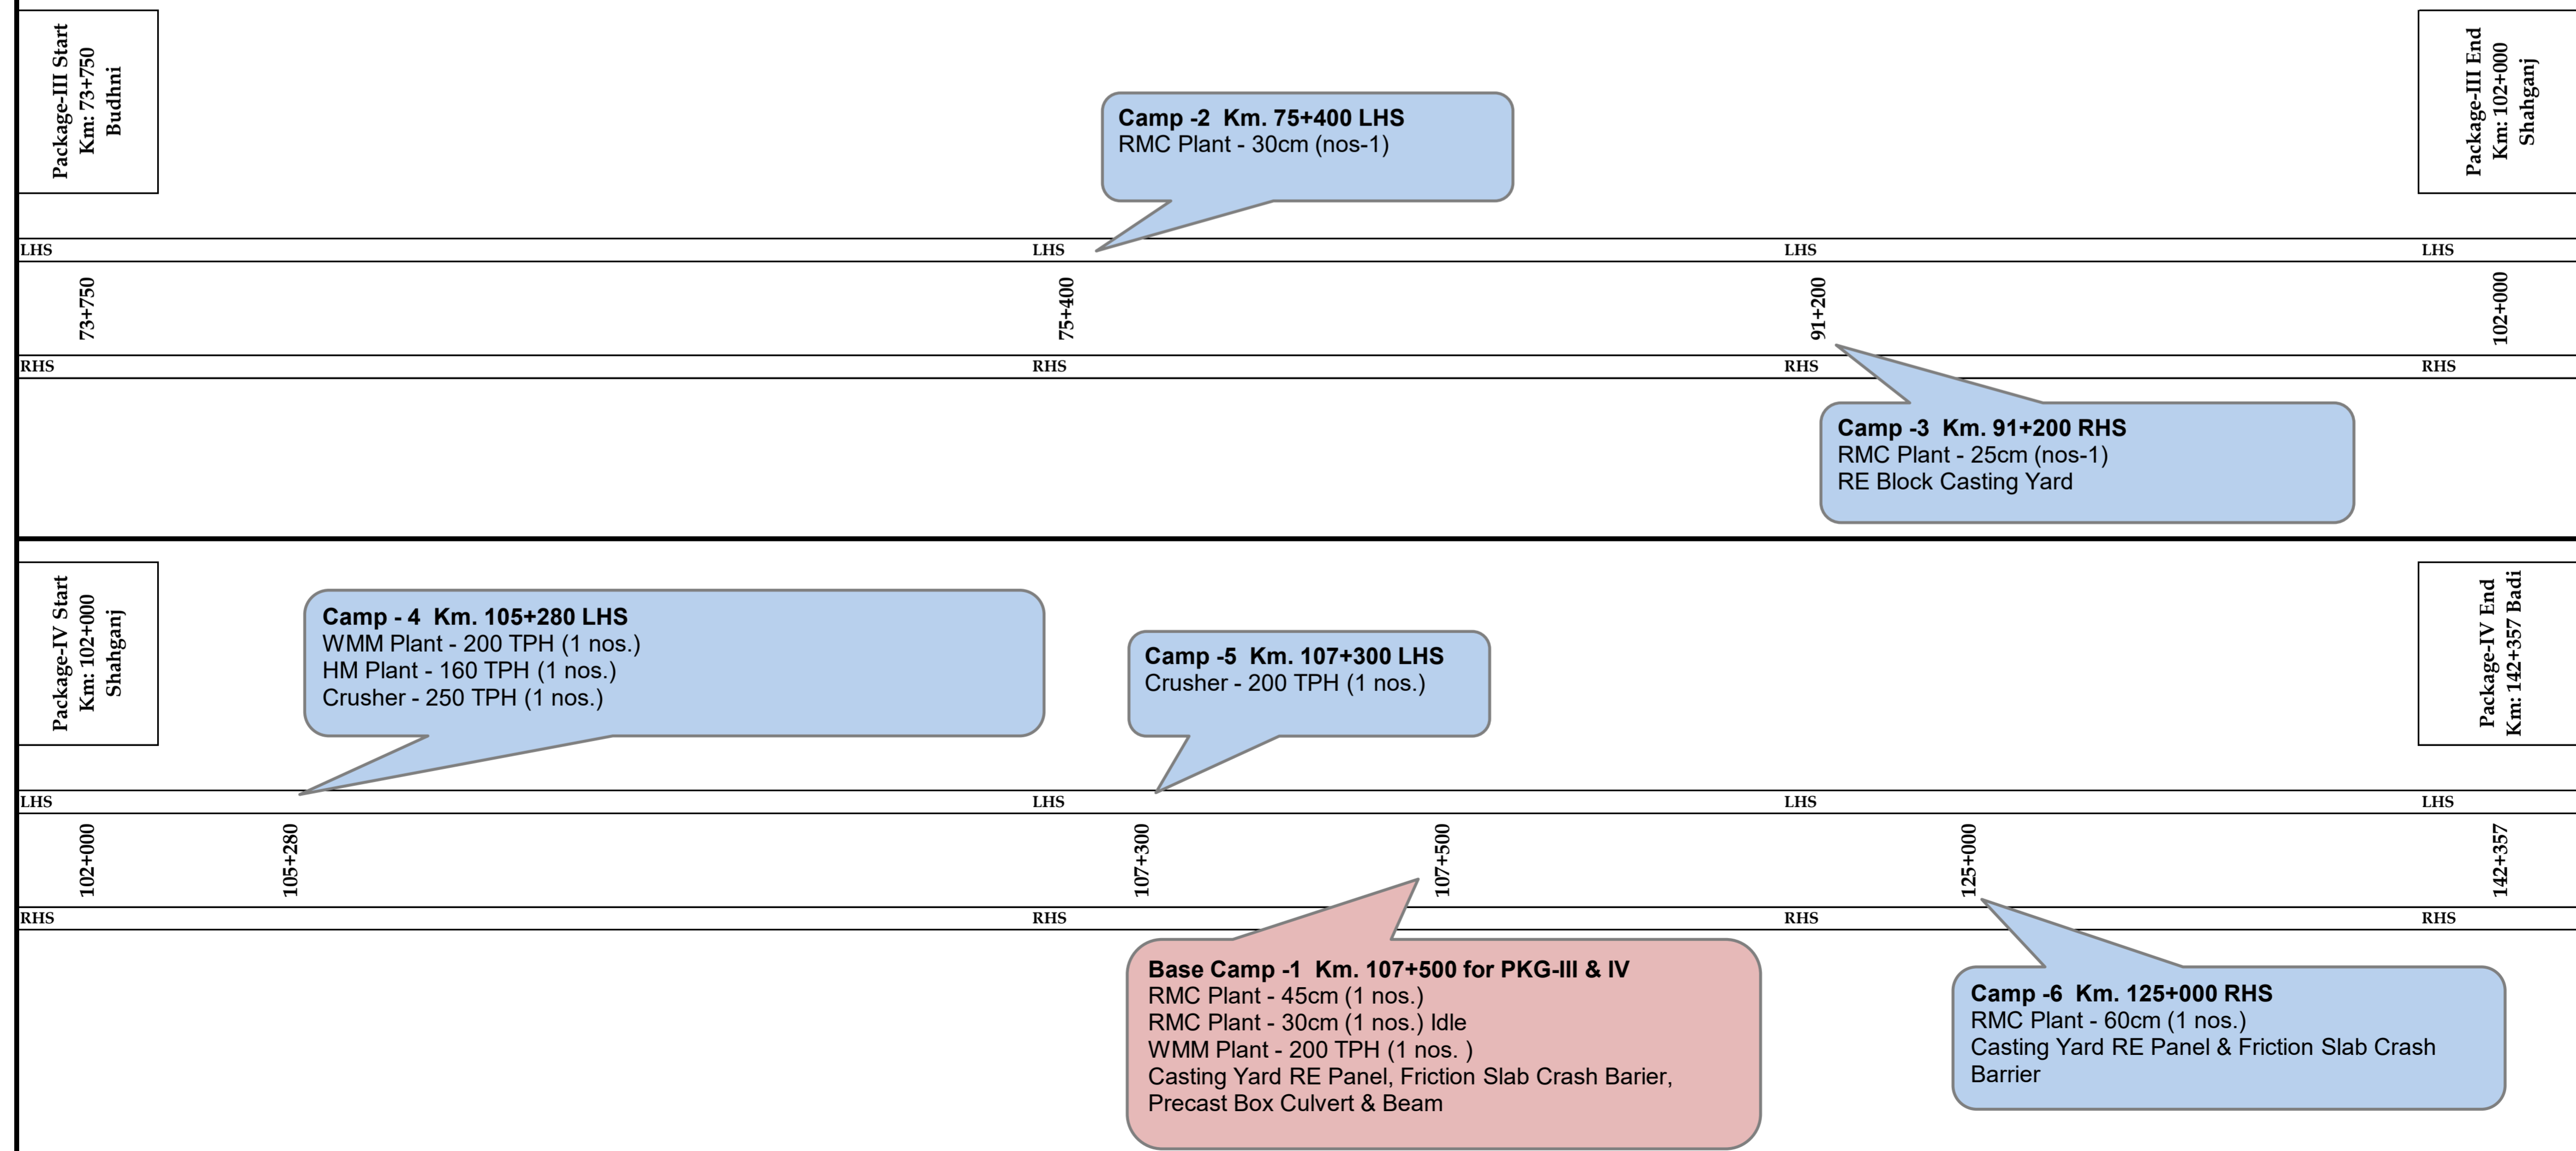 Package-III Start
Km: 73+750
Budhni
Package-III End
Km: 102+000
Shahganj
Camp -2  Km. 75+400 LHS
RMC Plant - 30cm (nos-1)
LHS
LHS
LHS
LHS
73+750
75+400
91+200
102+000
RHS
RHS
RHS
RHS
Camp -3  Km. 91+200 RHS
RMC Plant - 25cm (nos-1)
RE Block Casting Yard
Package-IV Start
Km: 102+000
Shahganj
Package-IV End
Km: 142+357 Badi
Camp - 4  Km. 105+280 LHS
WMM Plant - 200 TPH (1 nos.)
HM Plant - 160 TPH (1 nos.)
Crusher - 250 TPH (1 nos.)
Camp -5  Km. 107+300 LHS
Crusher - 200 TPH (1 nos.)
LHS
LHS
LHS
LHS
102+000
105+280
107+300
107+500
125+000
142+357
RHS
RHS
RHS
RHS
Base Camp -1  Km. 107+500 for PKG-III & IV
RMC Plant - 45cm (1 nos.)
RMC Plant - 30cm (1 nos.) Idle
WMM Plant - 200 TPH (1 nos. )
Casting Yard RE Panel, Friction Slab Crash Barier,
Precast Box Culvert & Beam
Camp -6  Km. 125+000 RHS
RMC Plant - 60cm (1 nos.)
Casting Yard RE Panel & Friction Slab Crash
Barrier